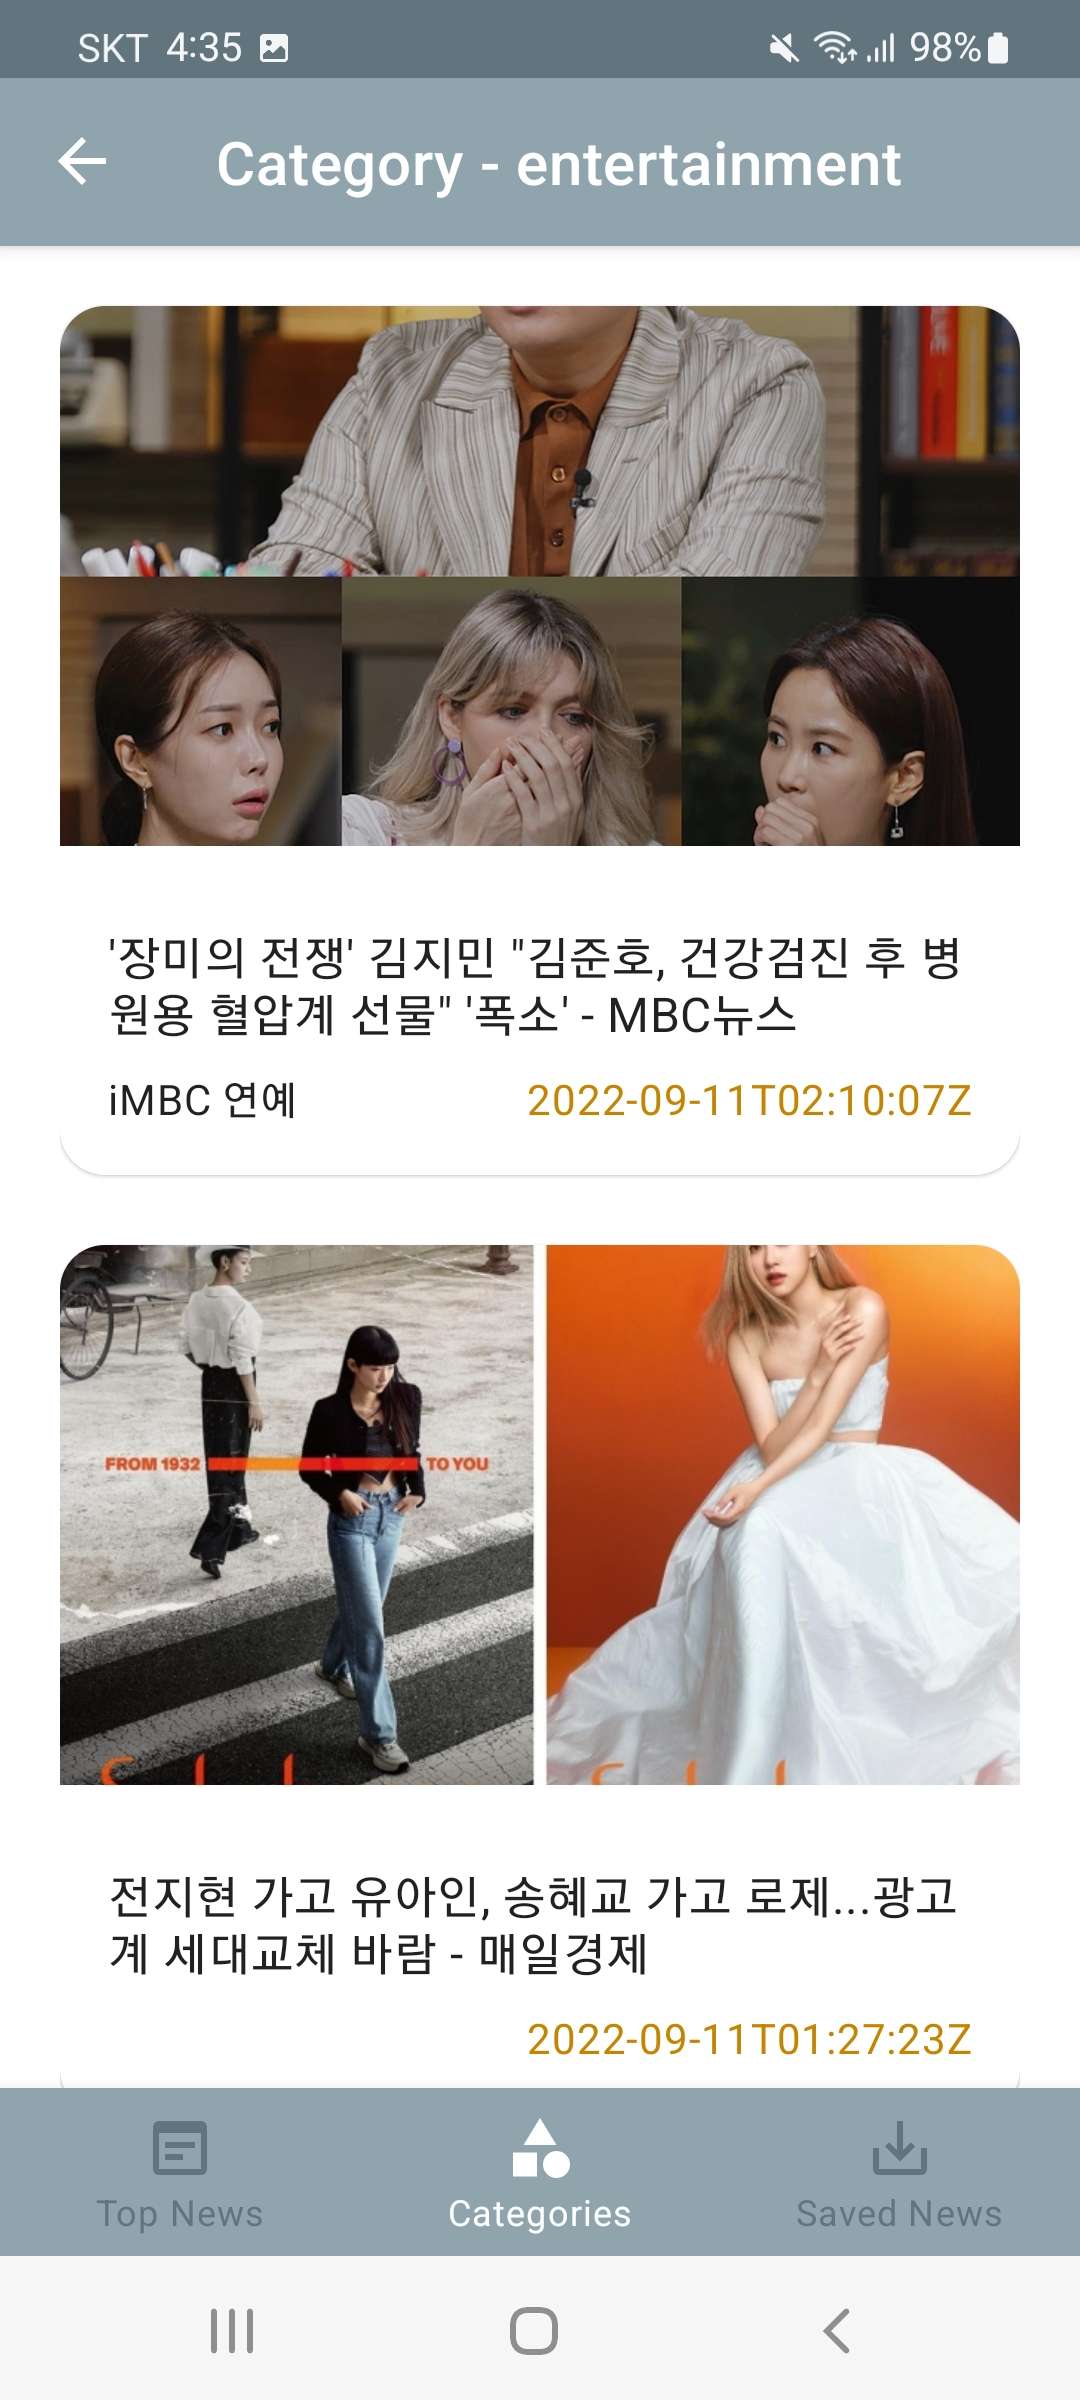 SKT 4:35 98%
Category - entertainment
'장미의 전쟁' 김지민 "김준호, 건강검진 후 병
원용 혈압계 선물" '폭소' - MBC뉴스
iMBC 연예 2022-09-11T02:10:07Z
FROM 1932 TO YOU
전지현 가고 유아인, 송혜교 가고 로제...광고
계 세대교체 바람 - 매일경제
2022-09-11T01:27:23Z
Top News Categories Saved News